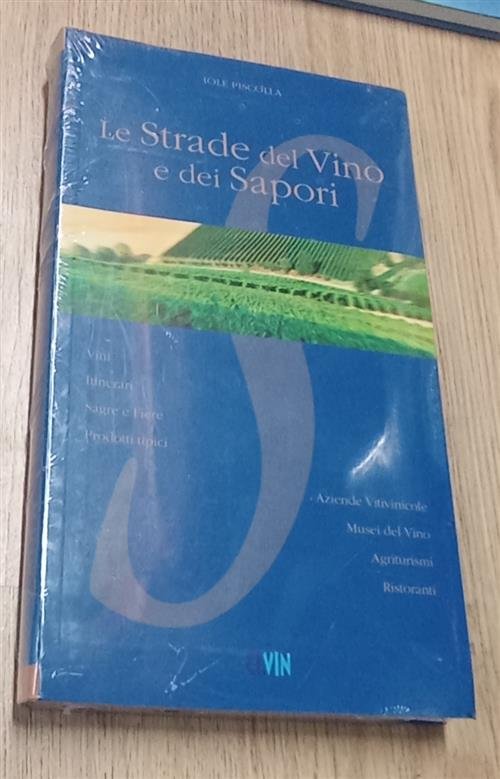 IOLE PISCOLLA
Le Strade del Vino
e dei Sapori
Vini
Itinerari
Sagre e Fiere
Prodotti tipici
Aziende Vitivinicole
Musei del Vino
Agriturismi
Ristoranti
CIVIN